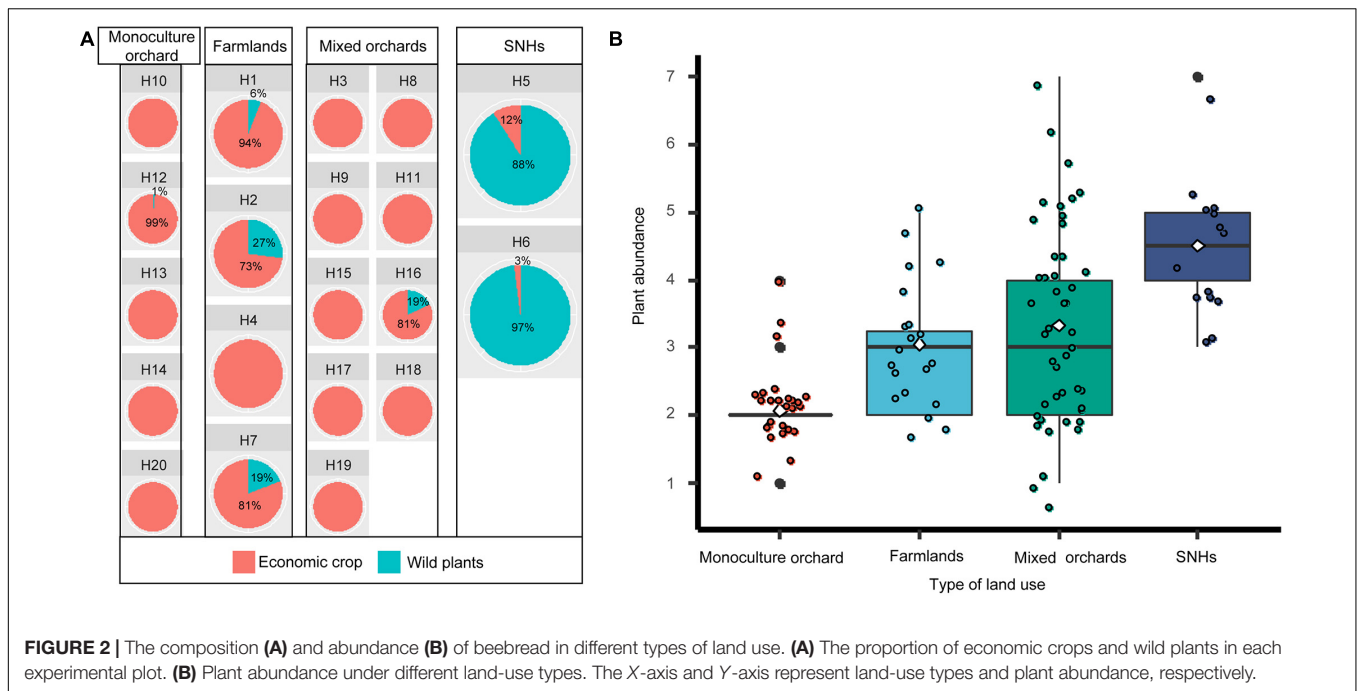 A
Monoculture orchard
Farmlands
Mixed orchards
SNHs
H10
H12
1%
99%
H13
H14
H20
H1
6%
94%
H2
27%
73%
H4
H7
19%
81%
H3
H8
H9
H11
H15
H16
19%
81%
H17
H18
H19
H5
12%
88%
H6
3%
97%
Economic crop
Wild plants
B
Plant abundance
7
6
5
4
3
2
1
Monoculture orchard
Farmlands
Mixed orchards
SNHs
Type of land use
FIGURE 2 | The composition (A) and abundance (B) of beebread in different types of land use. (A) The proportion of economic crops and wild plants in each
experimental plot. (B) Plant abundance under different land-use types. The X-axis and Y-axis represent land-use types and plant abundance, respectively.